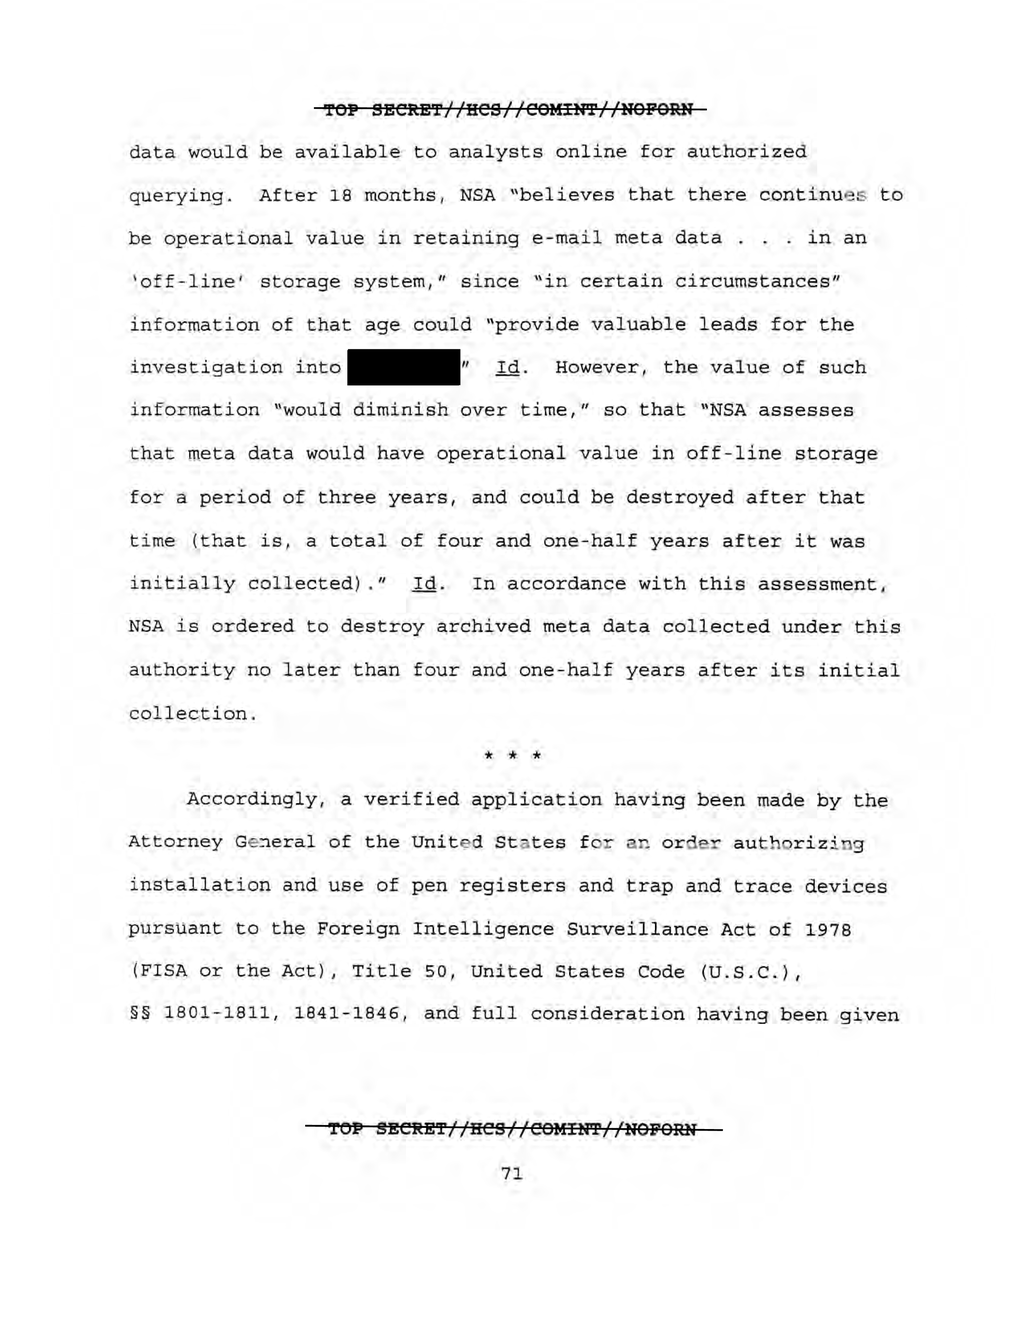 TOP SECRET//HCS//COMINT//NOFORN
data would be available to analysts online for authorized
querying. After 18 months, NSA "believes that there continues to
be operational value in retaining e-mail meta data . . . in an
'off-line' storage system," since "in certain circumstances"
information of that age could "provide valuable leads for the
investigation into " Id. However, the value of such
information "would diminish over time," so that "NSA assesses
that meta data would have operational value in off-line storage
for a period of three years, and could be destroyed after that
time (that is, a total of four and one-half years after it was
initially collected)." Id. In accordance with this assessment,
NSA is ordered to destroy archived meta data collected under this
authority no later than four and one-half years after its initial
collection.
* * *
Accordingly, a verified application having been made by the
Attorney General of the United States for an order authorizing
installation and use of pen registers and trap and trace devices
pursuant to the Foreign Intelligence Surveillance Act of 1978
(FISA or the Act), Title 50, United States Code (U.S.C.),
§§ 1801-1811, 1841-1846, and full consideration having been given
TOP SECRET//HCS//COMINT//NOFORN
71